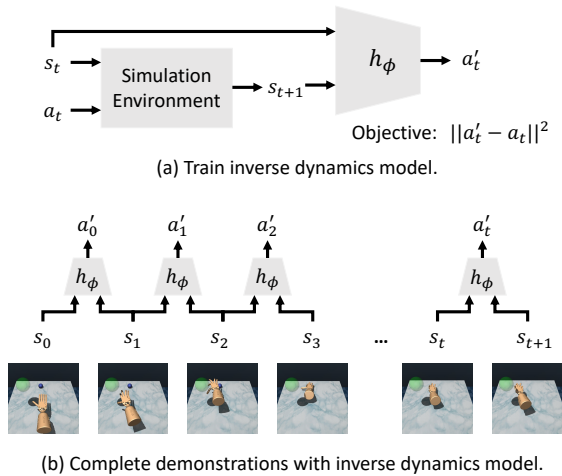 s_t
a_t
Simulation
Environment
s_{t+1}
h_ϕ
a'_t
Objective: ||a'_t − a_t||^2
(a) Train inverse dynamics model.
a'_0 a'_1 a'_2 a'_t
h_ϕ h_ϕ h_ϕ h_ϕ
s_0 s_1 s_2 s_3 ... s_t s_{t+1}
(b) Complete demonstrations with inverse dynamics model.